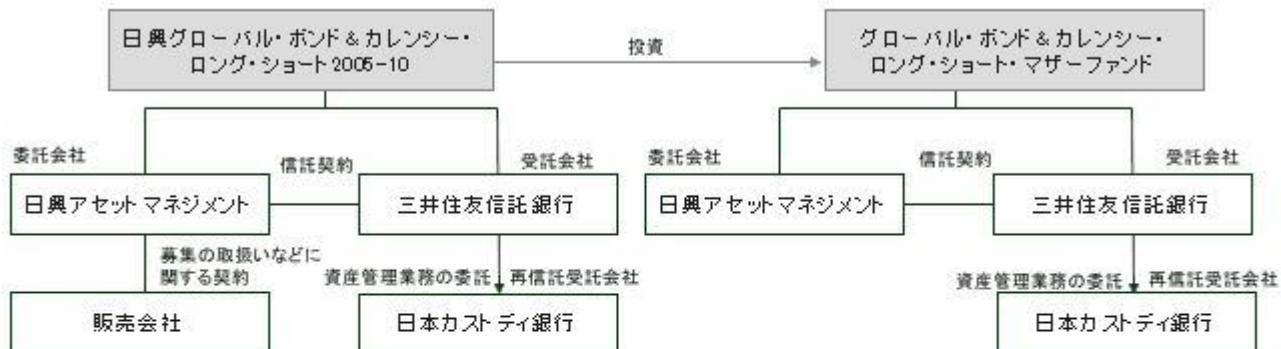 日興グローバル・ボンド&カレンシー・
ロング・ショート2005-10
投資
グローバル・ボンド&カレンシー・
ロング・ショート・マザーファンド
委託会社
信託契約
受託会社
日興アセットマネジメント
三井住友信託銀行
募集の取扱いなどに
関する契約
資産管理業務の委託
再信託受託会社
販売会社
日本カストディ銀行
委託会社
信託契約
受託会社
日興アセットマネジメント
三井住友信託銀行
資産管理業務の委託
再信託受託会社
日本カストディ銀行